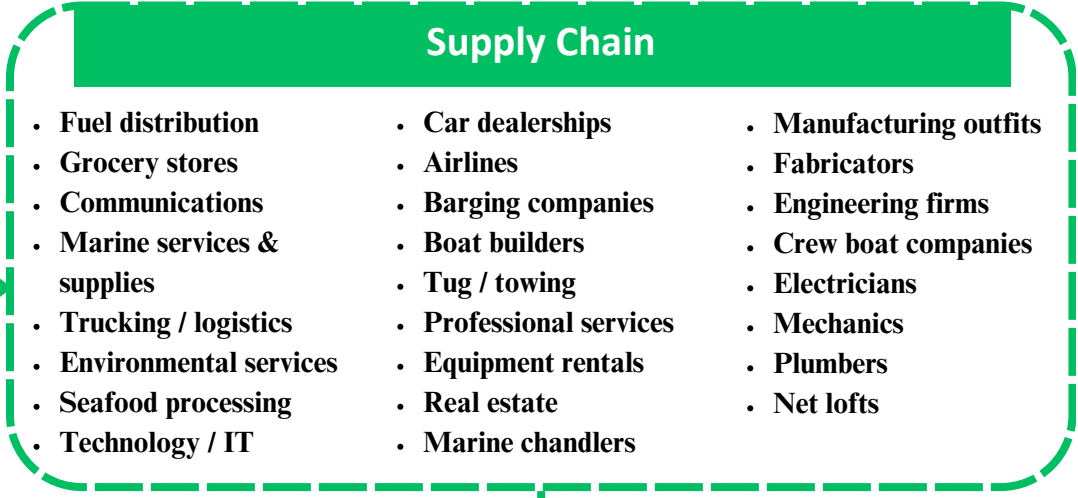 Supply Chain
• Fuel distribution
• Grocery stores
• Communications
• Marine services &
supplies
• Trucking / logistics
• Environmental services
• Seafood processing
• Technology / IT
• Car dealerships
• Airlines
• Barging companies
• Boat builders
• Tug / towing
• Professional services
• Equipment rentals
• Real estate
• Marine chandlers
• Manufacturing outfits
• Fabricators
• Engineering firms
• Crew boat companies
• Electricians
• Mechanics
• Plumbers
• Net lofts